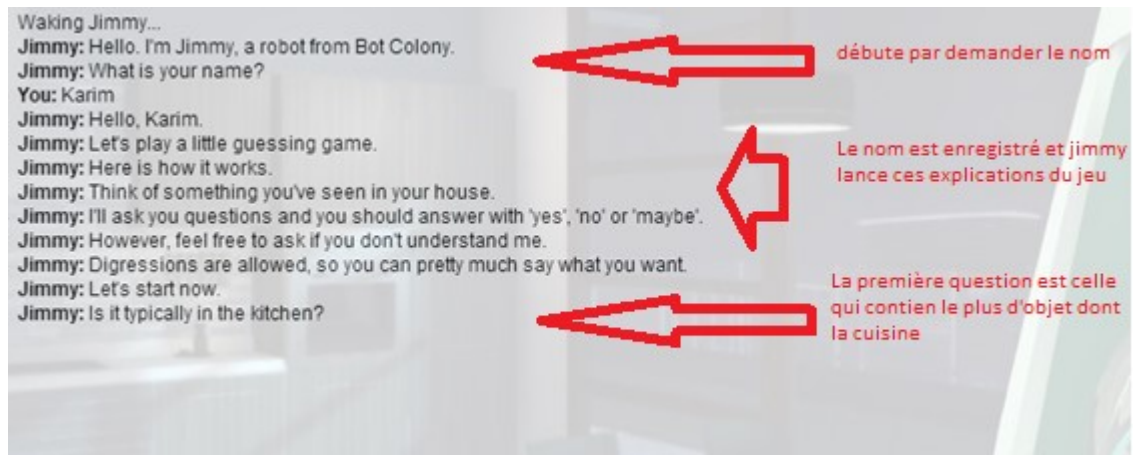 Waking Jimmy...
Jimmy: Hello. I'm Jimmy, a robot from Bot Colony.
Jimmy: What is your name?
débute par demander le nom
You: Karim
Jimmy: Hello, Karim.
Jimmy: Let's play a little guessing game.
Jimmy: Here is how it works.
Jimmy: Think of something you've seen in your house.
Jimmy: I'll ask you questions and you should answer with 'yes', 'no' or 'maybe'.
Jimmy: However, feel free to ask if you don't understand me.
Jimmy: Digressions are allowed, so you can pretty much say what you want.
Le nom est enregistré et jimmy
lance ces explications du jeu
Jimmy: Let's start now.
Jimmy: Is it typically in the kitchen?
La première question est celle
qui contien le plus d'objet dont
la cuisine